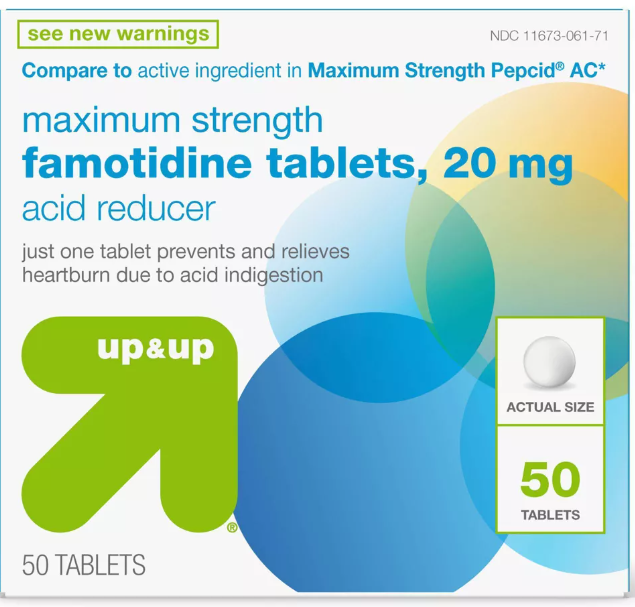 see new warnings
NDC 11673-061-71
Compare to active ingredient in Maximum Strength Pepcid® AC*
maximum strength
famotidine tablets, 20 mg
acid reducer
just one tablet prevents and relieves
heartburn due to acid indigestion
up&up
®
ACTUAL SIZE
50
TABLETS
50 TABLETS